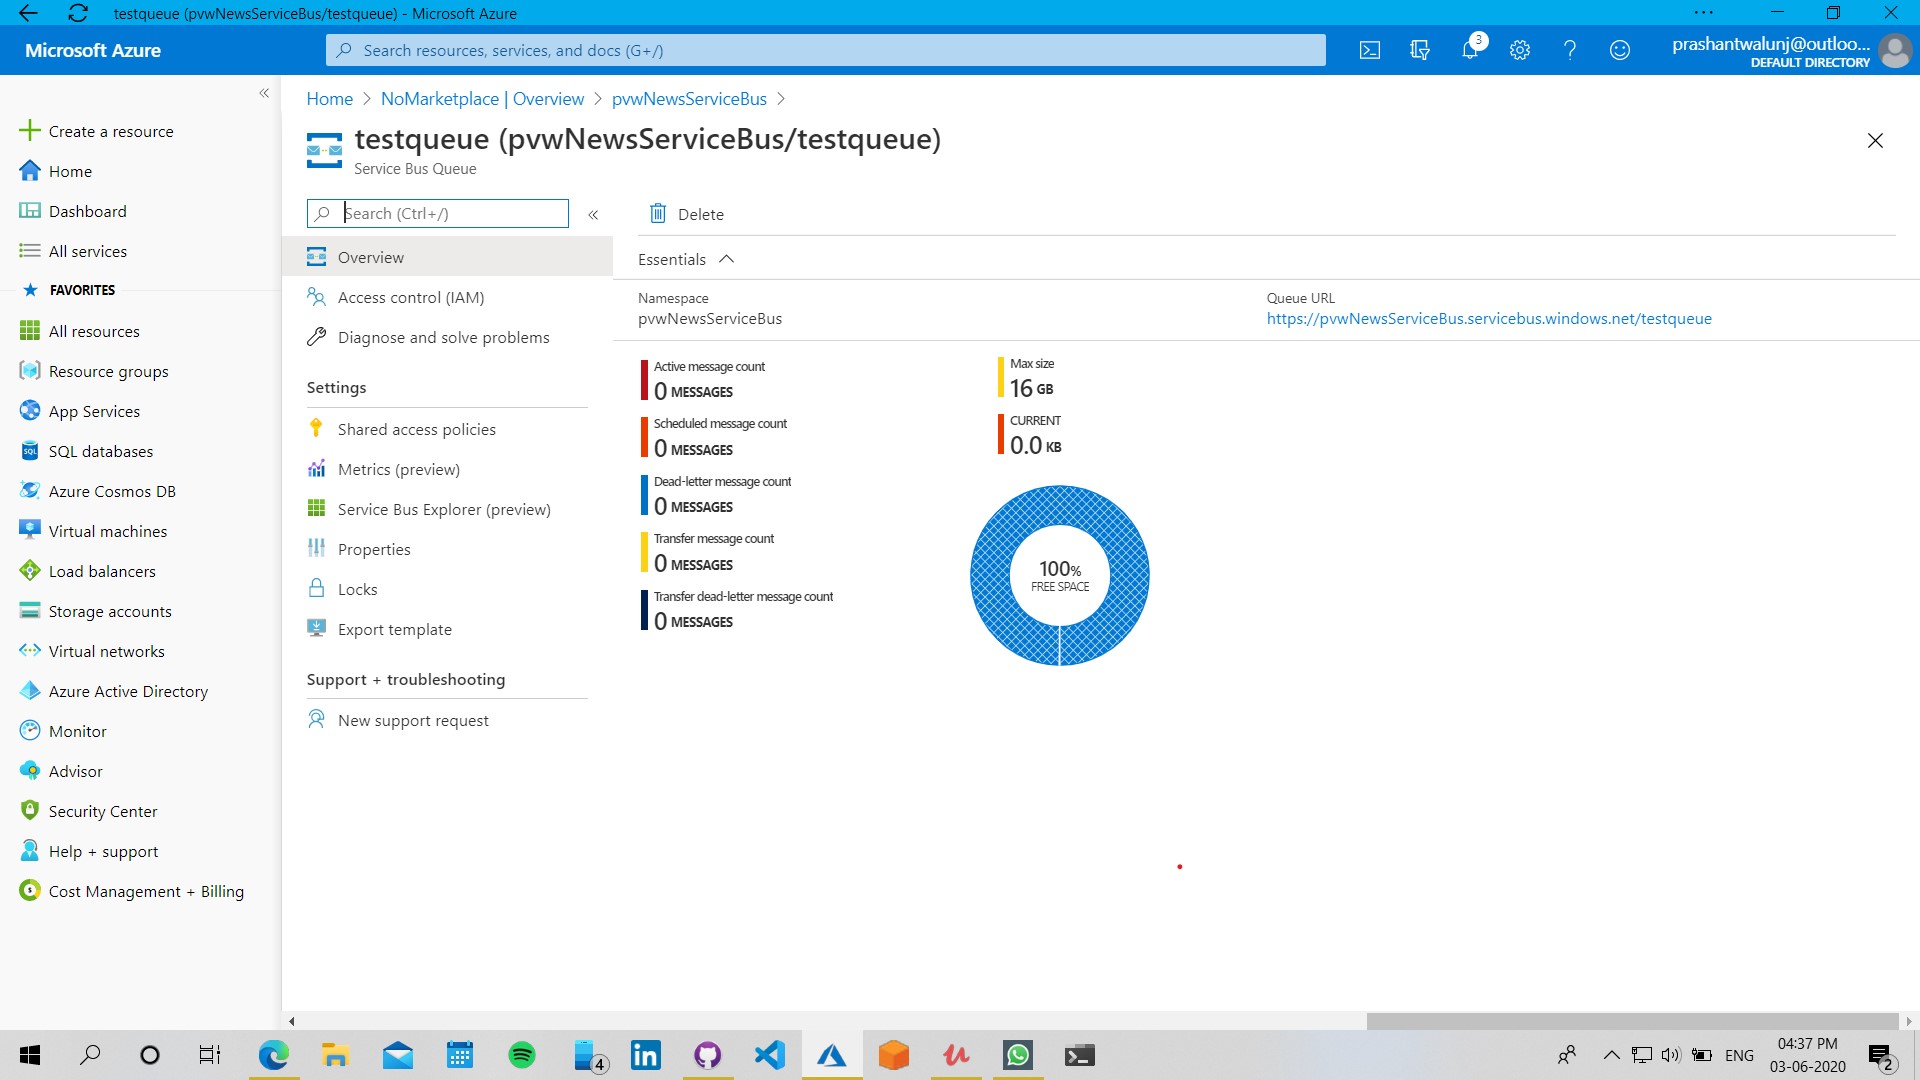 testqueue (pvwNewsServiceBus/testqueue) - Microsoft Azure
Microsoft Azure
Search resources, services, and docs (G+/)
3
prashantwalunj@outloo...
DEFAULT DIRECTORY
Create a resource
Home
Dashboard
All services
FAVORITES
All resources
Resource groups
App Services
SQL databases
Azure Cosmos DB
Virtual machines
Load balancers
Storage accounts
Virtual networks
Azure Active Directory
Monitor
Advisor
Security Center
Help + support
Cost Management + Billing
Home > NoMarketplace | Overview > pvwNewsServiceBus >
testqueue (pvwNewsServiceBus/testqueue)
Service Bus Queue
Search (Ctrl+/)
Overview
Access control (IAM)
Diagnose and solve problems
Settings
Shared access policies
Metrics (preview)
Service Bus Explorer (preview)
Properties
Locks
Export template
Support + troubleshooting
New support request
Delete
Essentials
Namespace
pvwNewsServiceBus
Queue URL
https://pvwNewsServiceBus.servicebus.windows.net/testqueue
Active message count
0 MESSAGES
Scheduled message count
0 MESSAGES
Dead-letter message count
0 MESSAGES
Transfer message count
0 MESSAGES
Transfer dead-letter message count
0 MESSAGES
Max size
16 GB
CURRENT
0.0 KB
100%
FREE SPACE
4
ENG
04:37 PM
03-06-2020
2